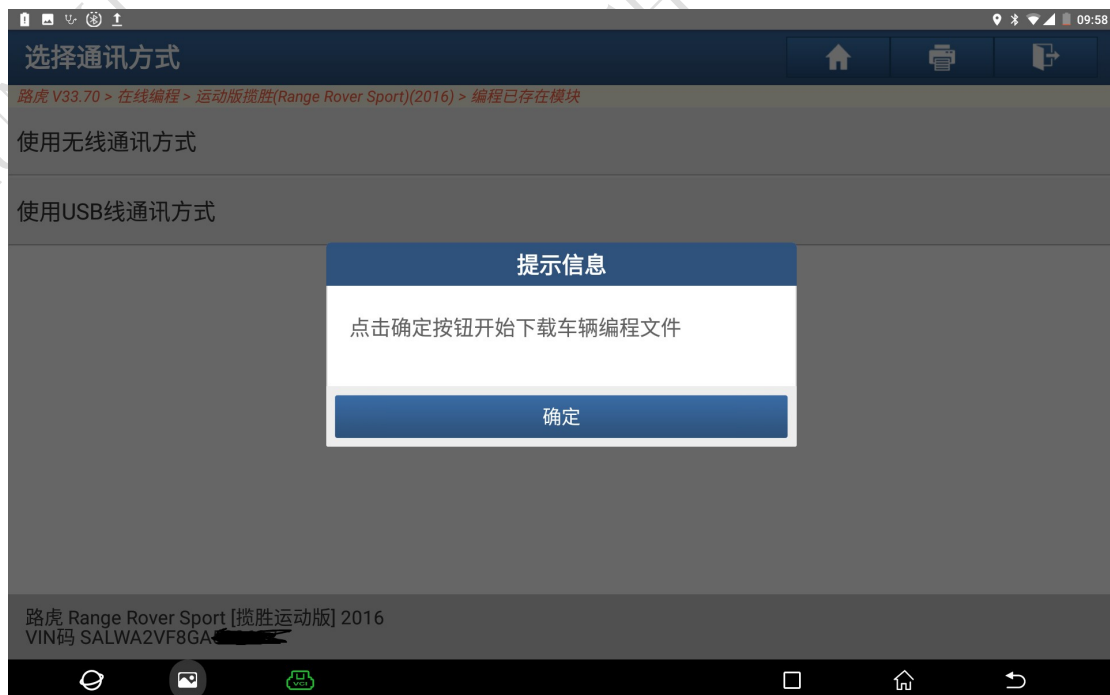 09:58
选择通讯方式
路虎 V33.70 > 在线编程 > 运动版揽胜(Range Rover Sport)(2016) > 编程已存在模块
使用无线通讯方式
使用USB线通讯方式
提示信息
点击确定按钮开始下载车辆编程文件
确定
路虎 Range Rover Sport [揽胜运动版] 2016
VIN码 SALWA2VF8GA
VCI